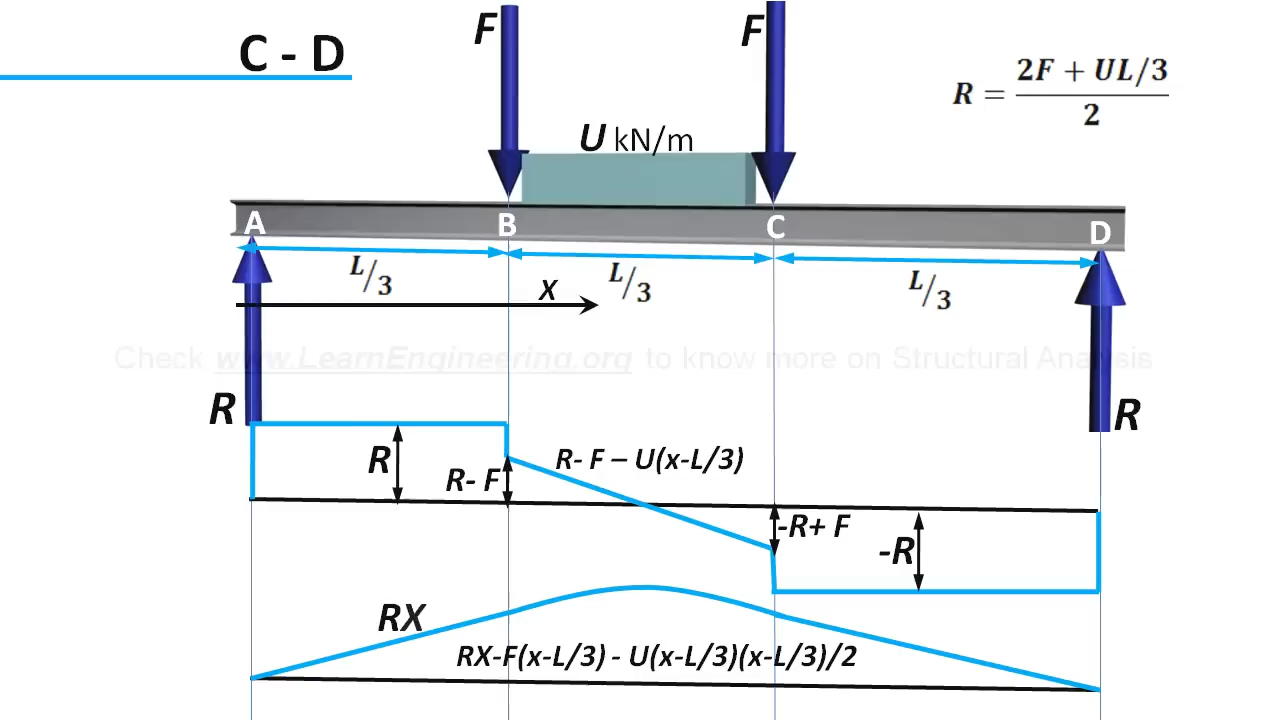 C - D
F
F
R = 2F + UL/3
2
U kN/m
A
B
C
D
L/3
L/3
L/3
X
Check www.LearnEngineering.org to know more on Structural Analysis
R
R
R
R- F
R- F – U(x-L/3)
-R+ F
-R
RX
RX-F(x-L/3) - U(x-L/3)(x-L/3)/2